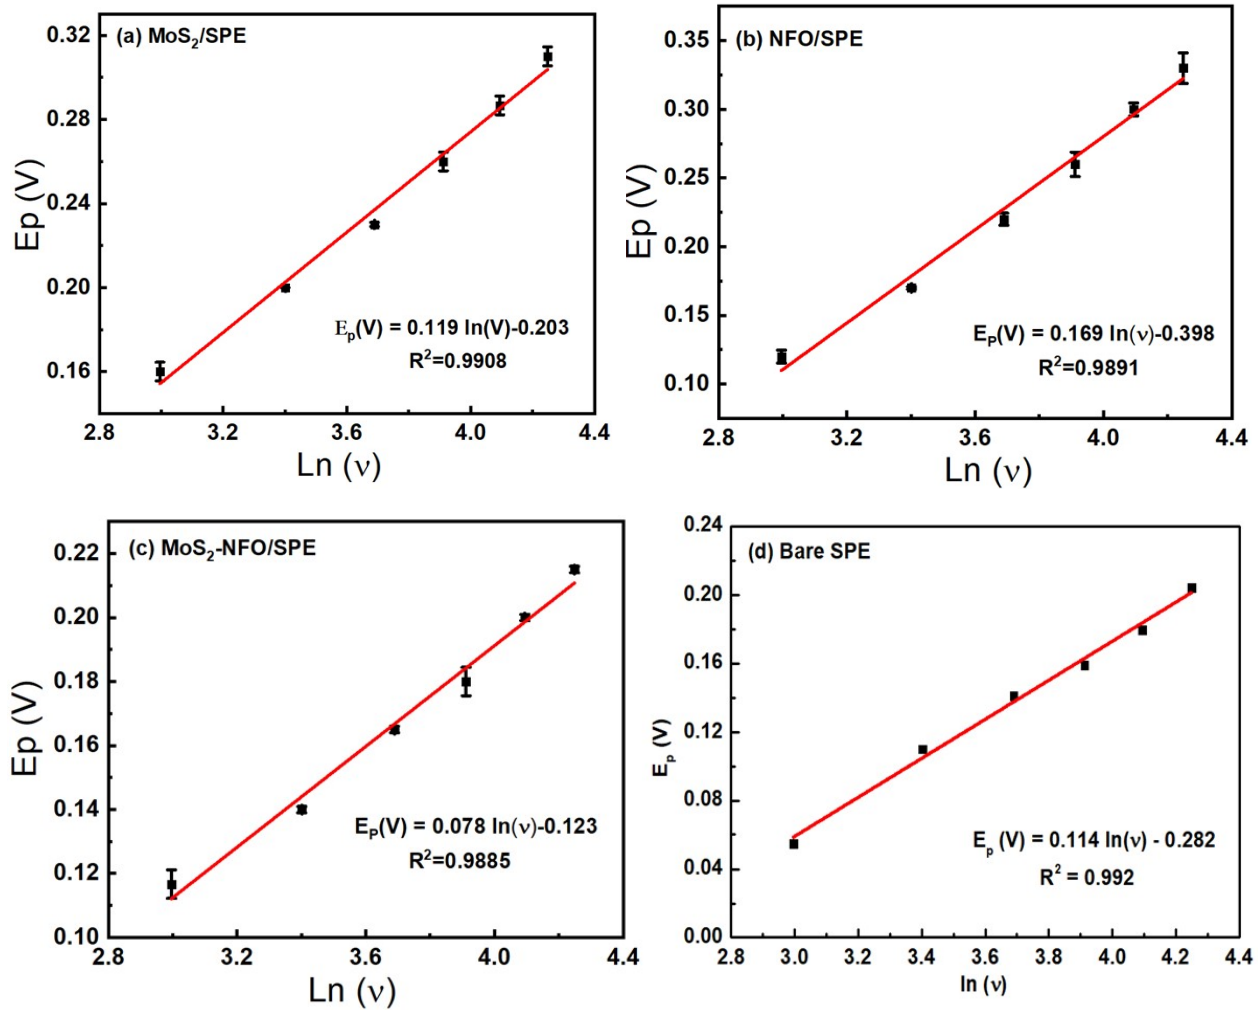 (a) MoS2/SPE
0.32
0.28
0.24
0.20
0.16
Ep (V)
Ep(V) = 0.119 ln(V)-0.203
R2=0.9908
2.8 3.2 3.6 4.0 4.4
Ln (ν)
(b) NFO/SPE
0.35
0.30
0.25
0.20
0.15
0.10
Ep (V)
EP(V) = 0.169 ln(ν)-0.398
R2=0.9891
2.8 3.2 3.6 4.0 4.4
Ln (ν)
(c) MoS2-NFO/SPE
0.22
0.20
0.18
0.16
0.14
0.12
0.10
Ep (V)
EP(V) = 0.078 ln(ν)-0.123
R2=0.9885
2.8 3.2 3.6 4.0 4.4
Ln (ν)
(d) Bare SPE
0.24
0.20
0.16
0.12
0.08
0.04
0.00
Ep (V)
Ep (V) = 0.114 ln(ν) - 0.282
R2 = 0.992
2.8 3.0 3.2 3.4 3.6 3.8 4.0 4.2 4.4
ln (ν)